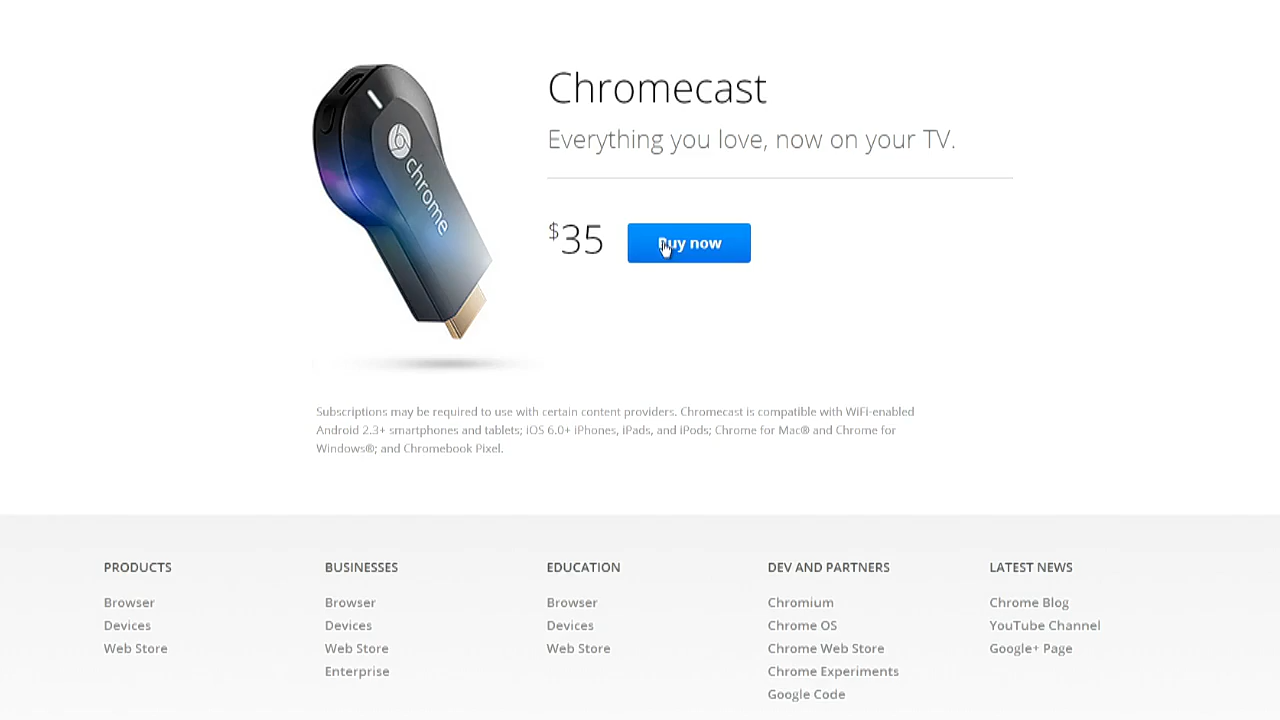 chrome
Chromecast
Everything you love, now on your TV.
$35
Buy now
Subscriptions may be required to use with certain content providers. Chromecast is compatible with WiFi-enabled
Android 2.3+ smartphones and tablets; iOS 6.0+ iPhones, iPads, and iPods; Chrome for Mac® and Chrome for
Windows®; and Chromebook Pixel.
PRODUCTS
Browser
Devices
Web Store
BUSINESSES
Browser
Devices
Web Store
Enterprise
EDUCATION
Browser
Devices
Web Store
DEV AND PARTNERS
Chromium
Chrome OS
Chrome Web Store
Chrome Experiments
Google Code
LATEST NEWS
Chrome Blog
YouTube Channel
Google+ Page